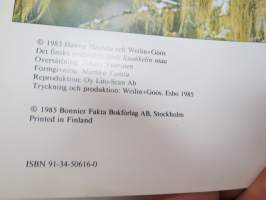 © 1983 Hannu Hautala och Weilin+Göös
Det finska originalets titel Kuukkelin maa
Översättning,
Formgivning, Markku
Reproduktion: Oy Lito-Scan Ab
Tryckning och produktion: Weilin+Göös, Esbo 1985
© 1985 Bonnier Fakta Bokförlag AB, Stockholm
Printed in Finland
ISBN 91-34-50616-0